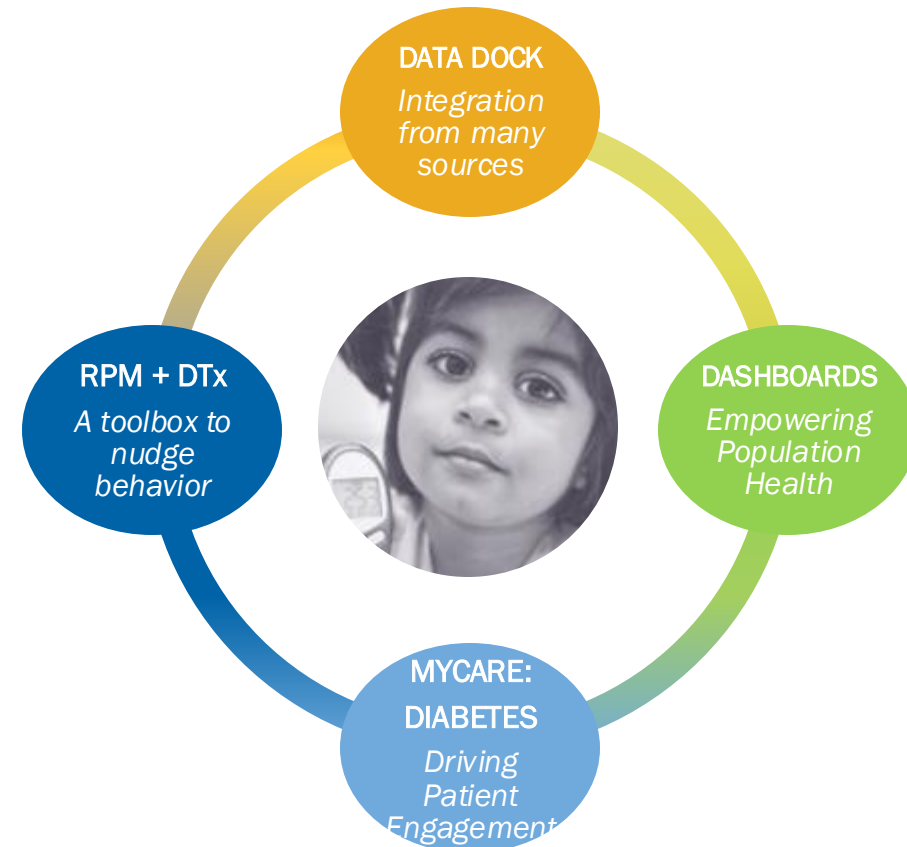 DATA DOCK
Integration
from many
sources
RPM + DTx
A toolbox to
nudge
behavior
DASHBOARDS
Empowering
Population
Health
MYCARE:
DIABETES
Driving
Patient
Engagement